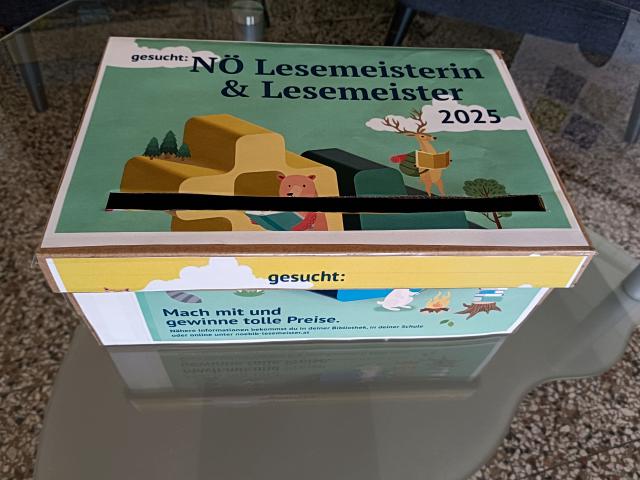 gesucht:
NÖ Lesemeisterin
& Lesemeister
2025
gesucht:
Mach mit und
gewinne tolle Preise.
Nähere Informationen bekommst du in deiner Bibliothek, in deiner Schule
oder online unter noebib-lesemeister.at